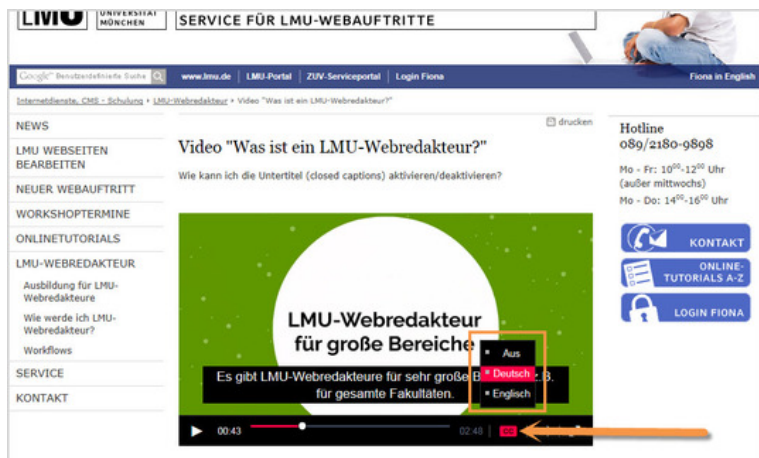 LMU
UNIVERSITÄT
MÜNCHEN
SERVICE FÜR LMU-WEBAUFTRITTE
Google™ Benutzerdefinierte Suche
www.lmu.de | LMU-Portal | ZUV-Serviceportal | Login Fiona
Fiona in English
Internetdienste, CMS - Schulung › LMU-Webredakteur › Video "Was ist ein LMU-Webredakteur?"
NEWS
LMU WEBSEITEN
BEARBEITEN
NEUER WEBAUFTRITT
WORKSHOPTERMINE
ONLINETUTORIALS
LMU-WEBREDAKTEUR
Ausbildung für LMU-
Webredakteure
Wie werde ich LMU-
Webredakteur?
Workflows
SERVICE
KONTAKT
drucken
Video "Was ist ein LMU-Webredakteur?"
Wie kann ich die Untertitel (closed captions) aktivieren/deaktivieren?
LMU-Webredakteur
für große Bereiche
Aus
Deutsch
Englisch
Es gibt LMU-Webredakteure für sehr große B z.B.
für gesamte Fakultäten.
00:43
02:48
CC
Hotline
089/2180-9898
Mo - Fr: 10⁰⁰-12⁰⁰ Uhr
(außer mittwochs)
Mo - Do: 14⁰⁰-16⁰⁰ Uhr
KONTAKT
ONLINE-
TUTORIALS A-Z
LOGIN FIONA